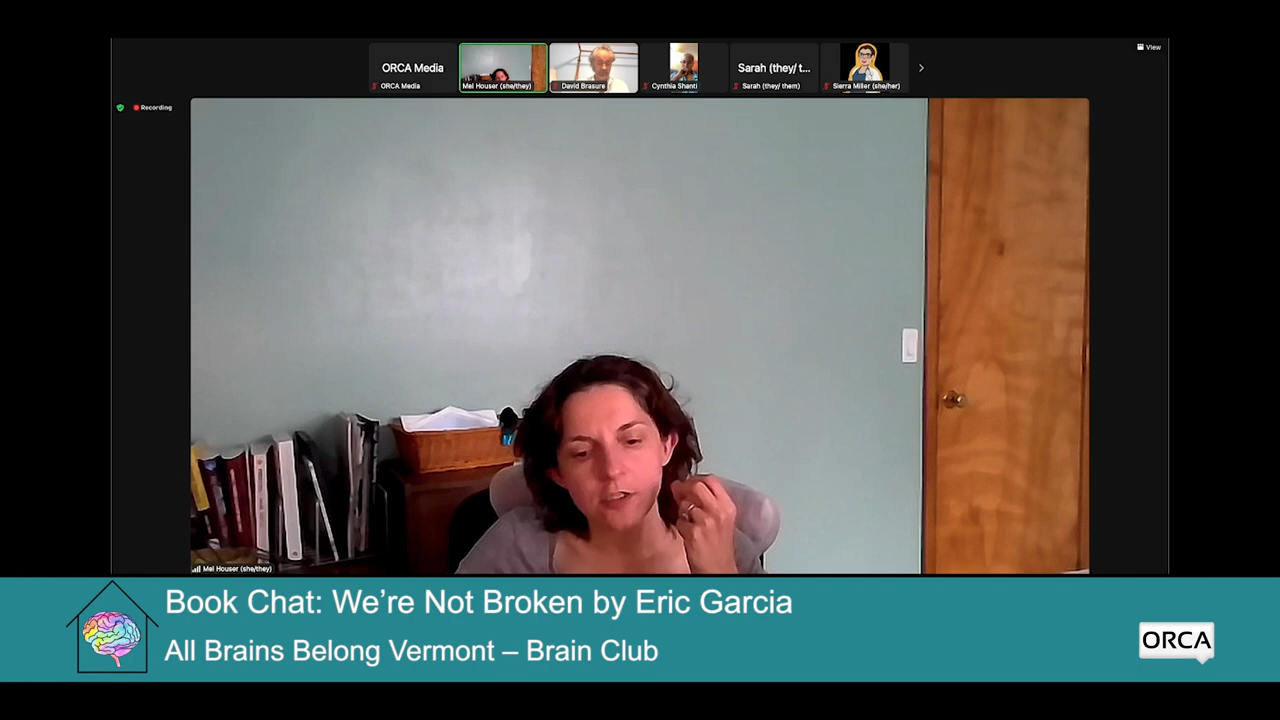 View
ORCA Media
Sarah (they/ t...
ORCA Media
Mel Houser (she/they)
David Brasure
Cynthia Shanti
Sarah (they/ them)
Sierra Miller (she/her)
Recording
Mel Houser (she/they)
Book Chat: We're Not Broken by Eric Garcia
All Brains Belong Vermont – Brain Club
ORCA